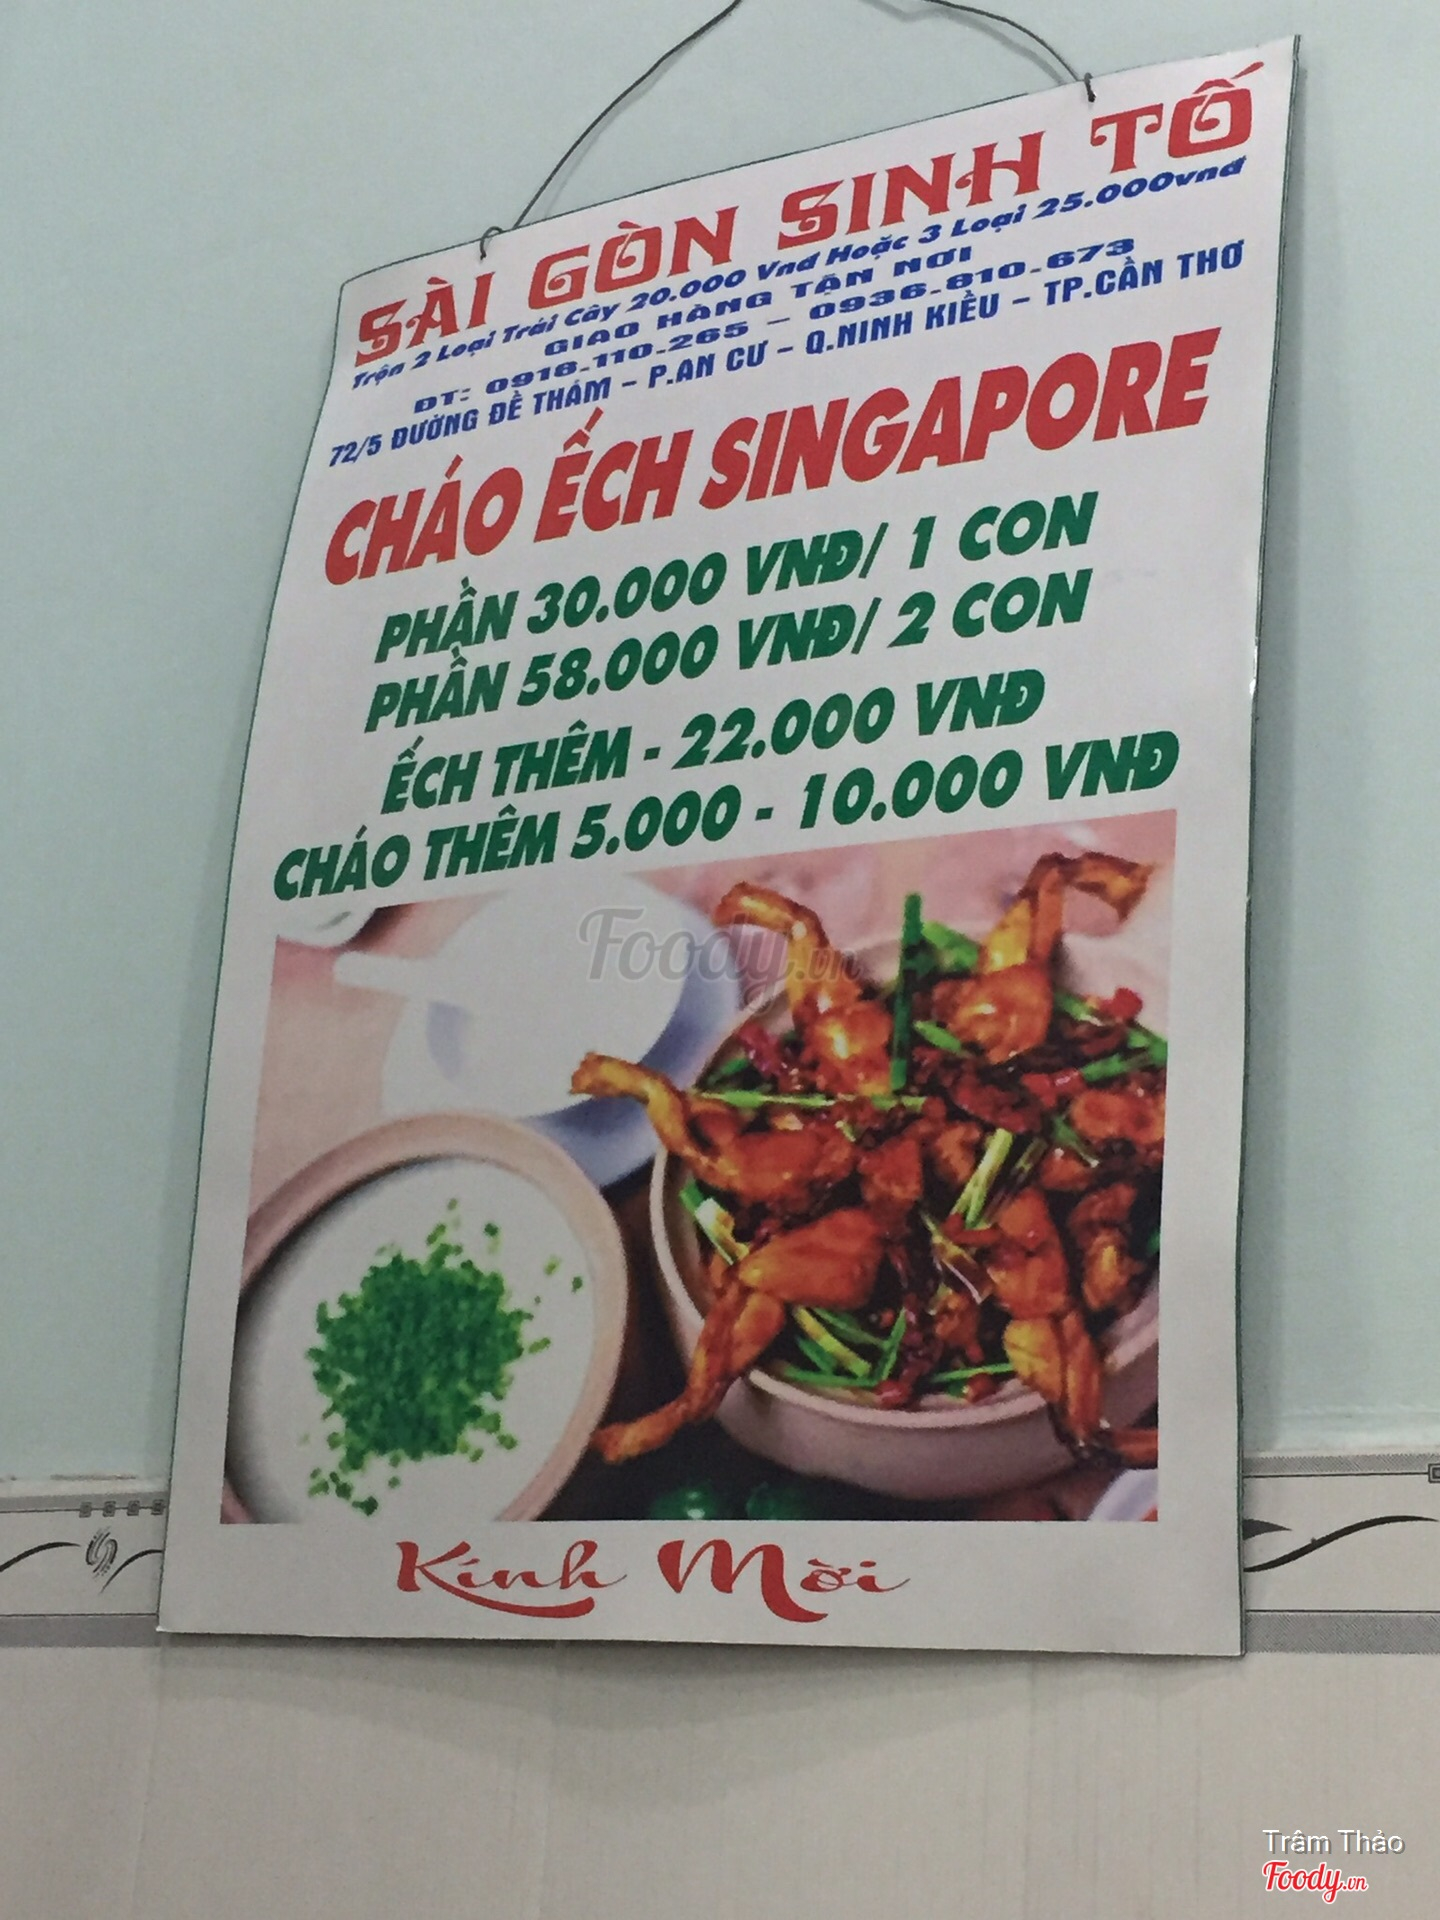 SÀI GÒN SINH TỐ
Trộn 2 Loại Trái Cây 20.000 Vnđ Hoặc 3 Loại 25.000vnđ
GIAO HÀNG TẬN NƠI
ĐT: 0918.110.265 - 0936.810.673
72/5 ĐƯỜNG ĐỀ THÁM - P.AN CƯ - Q.NINH KIỀU - TP.CẦN THƠ
CHÁO ẾCH SINGAPORE
PHẦN 30.000 VNĐ/ 1 CON
PHẦN 58.000 VNĐ/ 2 CON
ẾCH THÊM - 22.000 VNĐ
CHÁO THÊM 5.000 - 10.000 VNĐ
Foody.vn
Kính Mời
Trâm Thảo
Foody.vn